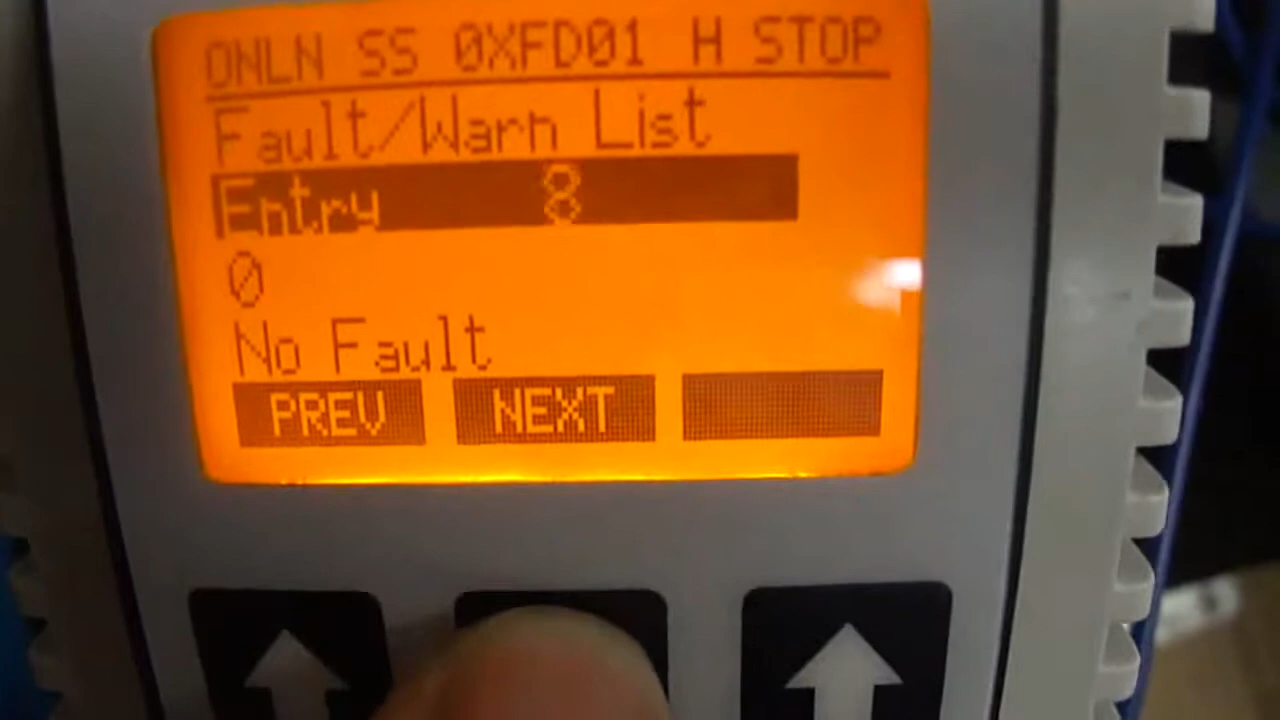 ONLN SS 0XFD01 H STOP
Fault/Warn List
Entry 8
0
No Fault
PREV NEXT